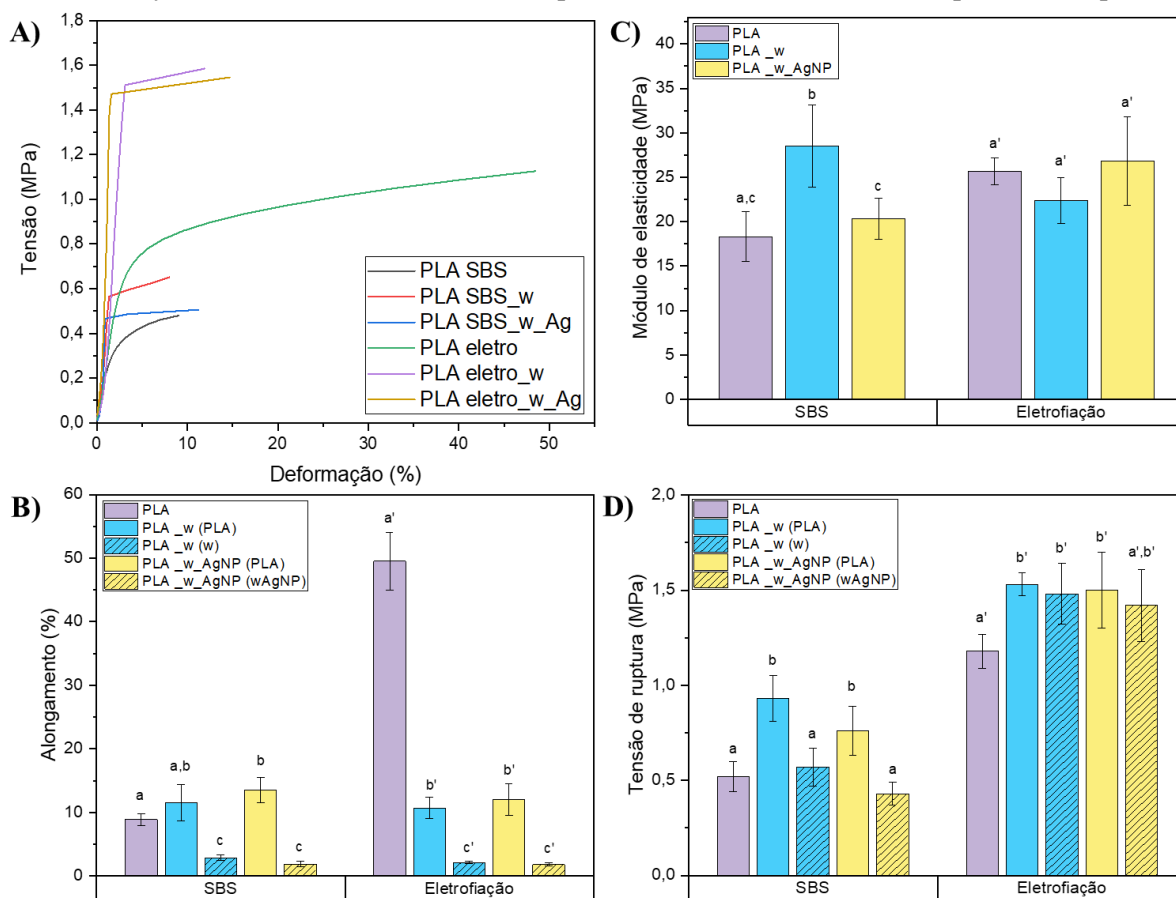 A)
Tensão (MPa)
1,8
1,6
1,4
1,2
1,0
0,8
0,6
0,4
0,2
0,0
0
10
20
30
40
50
Deformação (%)
PLA SBS
PLA SBS_w
PLA SBS_w_Ag
PLA eletro
PLA eletro_w
PLA eletro_w_Ag
C)
Módulo de elasticidade (MPa)
40
35
30
25
20
15
10
5
0
PLA
PLA _w
PLA _w_AgNP
a,c
b
c
a'
a'
a'
SBS
Eletrofiação
B)
Alongamento (%)
60
50
40
30
20
10
0
PLA
PLA _w (PLA)
PLA _w (w)
PLA _w_AgNP (PLA)
PLA _w_AgNP (wAgNP)
a
a,b
c
b
c
a'
b'
c'
b'
c'
SBS
Eletrofiação
D)
Tensão de ruptura (MPa)
2,0
1,5
1,0
0,5
0,0
PLA
PLA _w (PLA)
PLA _w (w)
PLA _w_AgNP (PLA)
PLA _w_AgNP (wAgNP)
a
b
a
b
a
a'
b'
b'
b'
a',b'
SBS
Eletrofiação